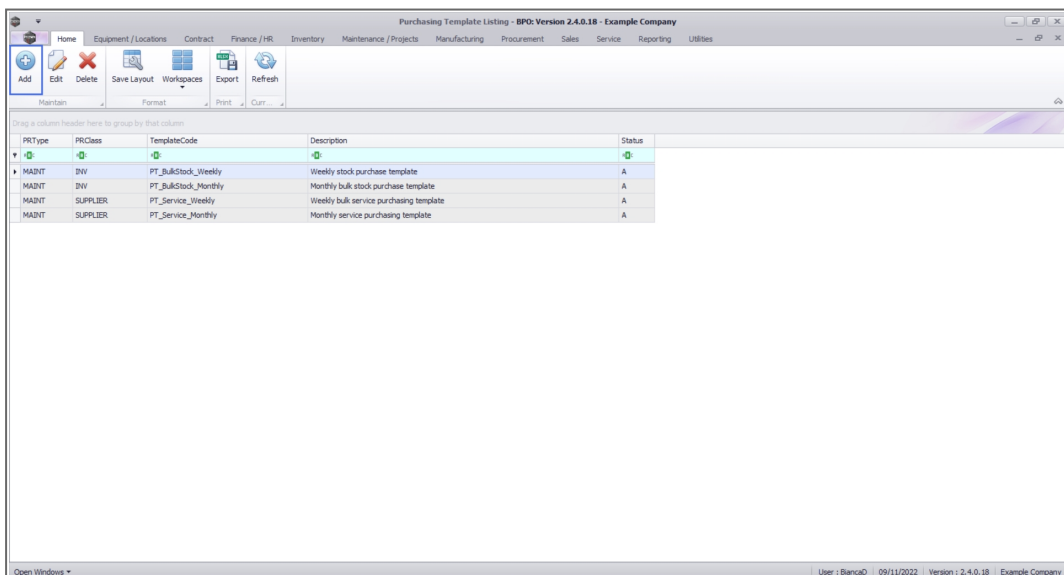 Purchasing Template Listing - BPO: Version 2.4.0.18 - Example Company
Home Equipment / Locations Contract Finance / HR Inventory Maintenance / Projects Manufacturing Procurement Sales Service Reporting Utilities
Add Edit Delete Save Layout Workspaces Export Refresh
Maintain Format Print Curr...
Drag a column header here to group by that column
PRType PRClass TemplateCode Description Status
MAINT INV PT_BulkStock_Weekly Weekly stock purchase template A
MAINT INV PT_BulkStock_Monthly Monthly bulk stock purchase template A
MAINT SUPPLIER PT_Service_Weekly Weekly bulk service purchasing template A
MAINT SUPPLIER PT_Service_Monthly Monthly service purchasing template A
Open Windows User : BiancaD 09/11/2022 Version : 2.4.0.18 Example Company